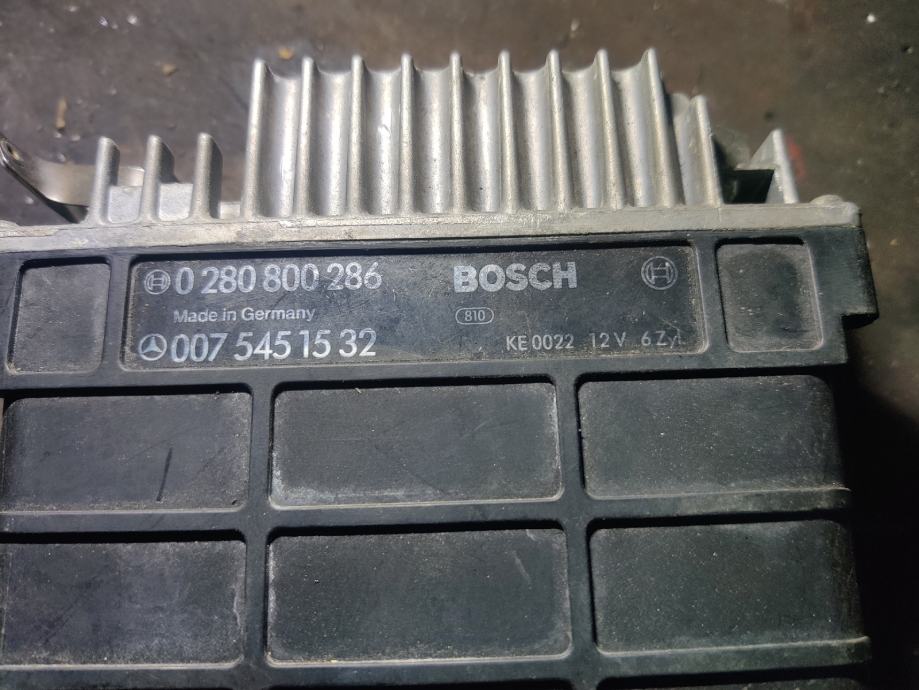 0 280 800 286 BOSCH
Made in Germany 810
007 545 15 32 KE 0022 12 V 6 Zyl.